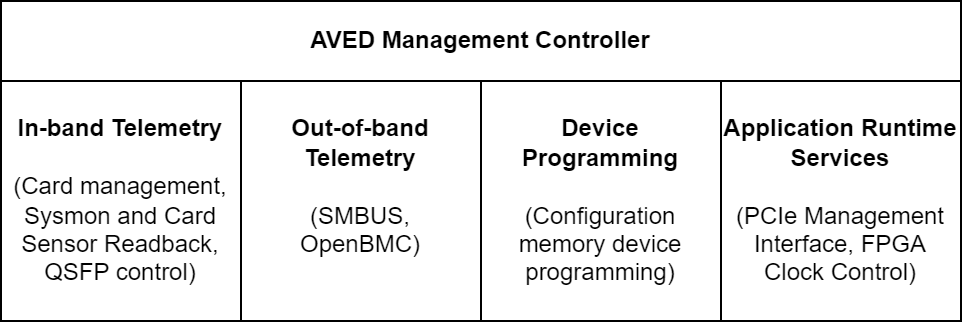 AVED Management Controller
In-band Telemetry
(Card management,
Sysmon and Card
Sensor Readback,
QSFP control)
Out-of-band
Telemetry
(SMBUS,
OpenBMC)
Device
Programming
(Configuration
memory device
programming)
Application Runtime
Services
(PCIe Management
Interface, FPGA
Clock Control)